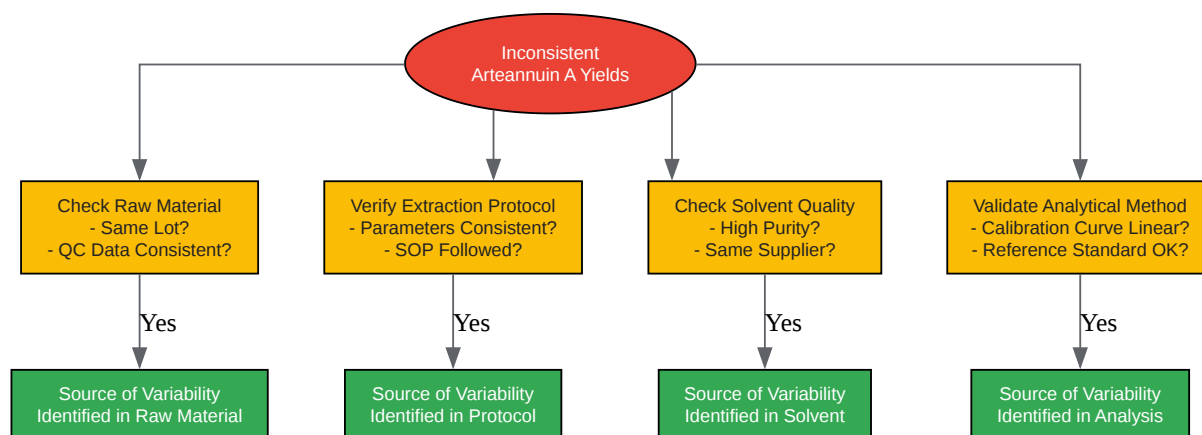 Inconsistent
Arteannuin A Yields
Check Raw Material
- Same Lot?
- QC Data Consistent?
Verify Extraction Protocol
- Parameters Consistent?
- SOP Followed?
Check Solvent Quality
- High Purity?
- Same Supplier?
Validate Analytical Method
- Calibration Curve Linear?
- Reference Standard OK?
Yes
Yes
Yes
Yes
Source of Variability
Identified in Raw Material
Source of Variability
Identified in Protocol
Source of Variability
Identified in Solvent
Source of Variability
Identified in Analysis